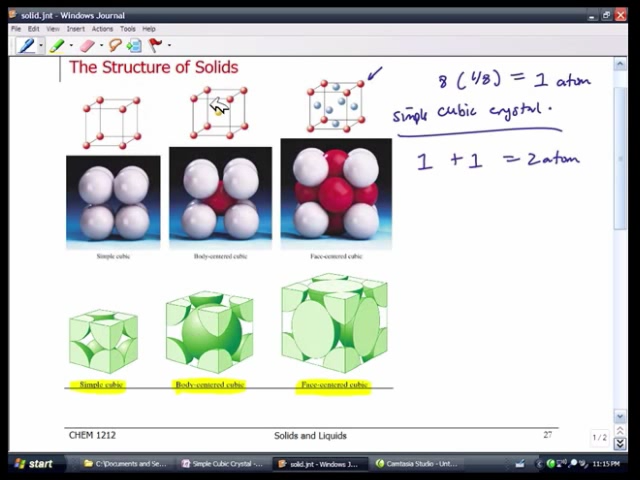 solid.jnt - Windows Journal
File Edit View Insert Actions Tools Help
The Structure of Solids
8 (1/8) = 1 atom
simple cubic crystal.
1 + 1 = 2 atom
Simple cubic Body-centered cubic Face-centered cubic
Simple cubic Body-centered cubic Face-centered cubic
CHEM 1212 Solids and Liquids 27
1/2
start C:\Documents and Se... Simple Cubic Crystal -... solid.jnt - Windows J... Camtasia Studio - Unt... 11:15 PM